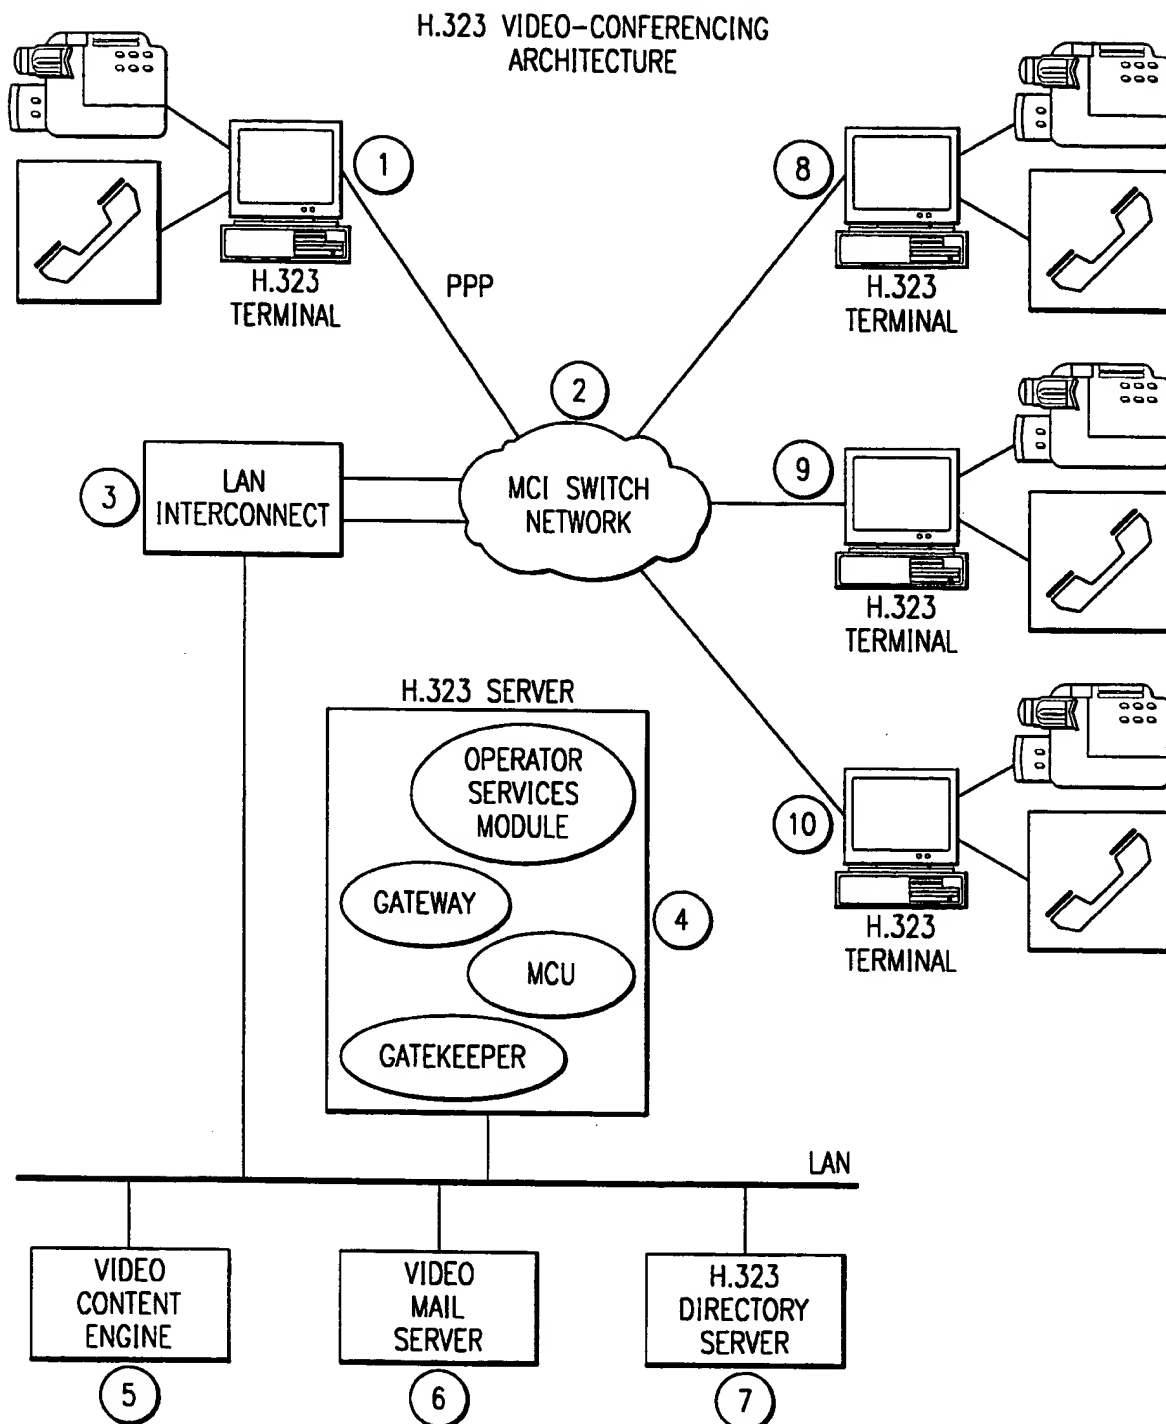 H.323 VIDEO-CONFERENCING
ARCHITECTURE
1
H.323
TERMINAL
PPP
8
H.323
TERMINAL
2
MCI SWITCH
NETWORK
3
LAN
INTERCONNECT
9
H.323
TERMINAL
H.323 SERVER
OPERATOR
SERVICES
MODULE
GATEWAY
MCU
GATEKEEPER
4
10
H.323
TERMINAL
LAN
VIDEO
CONTENT
ENGINE
5
VIDEO
MAIL
SERVER
6
H.323
DIRECTORY
SERVER
7